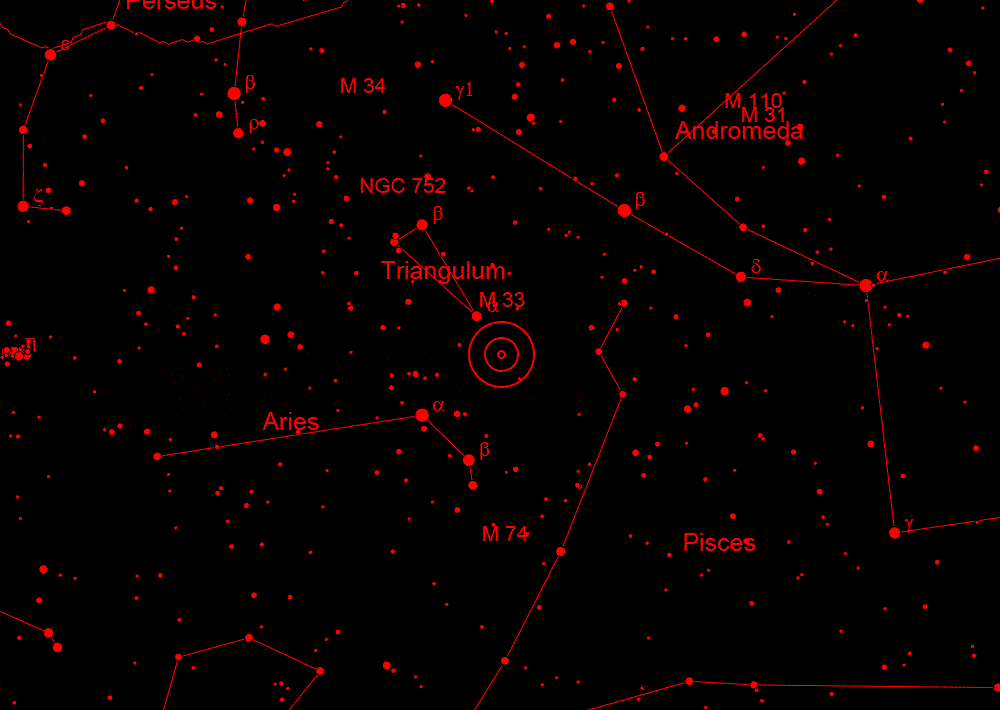 Perseus
ε
β
M 34
γ1
M 110
ρ
M 31
Andromeda
NGC 752
ζ
β
β
δ
Triangulum
α
M 33
α
η
α
Aries
β
γ
M 74
Pisces